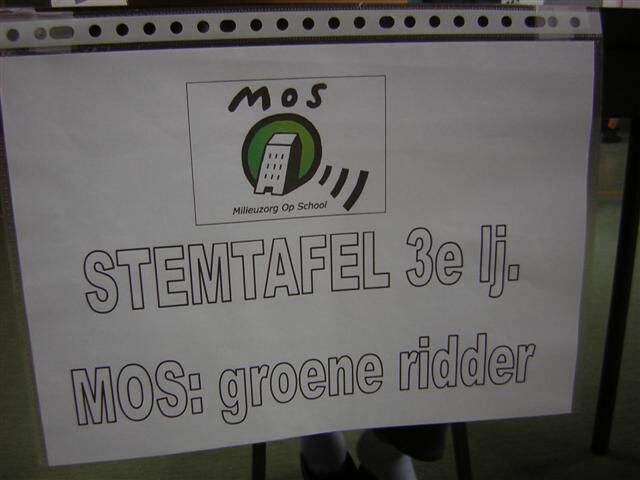 MOS
Milieuzorg Op School
STEMTAFEL 3e lj.
MOS: groene ridder